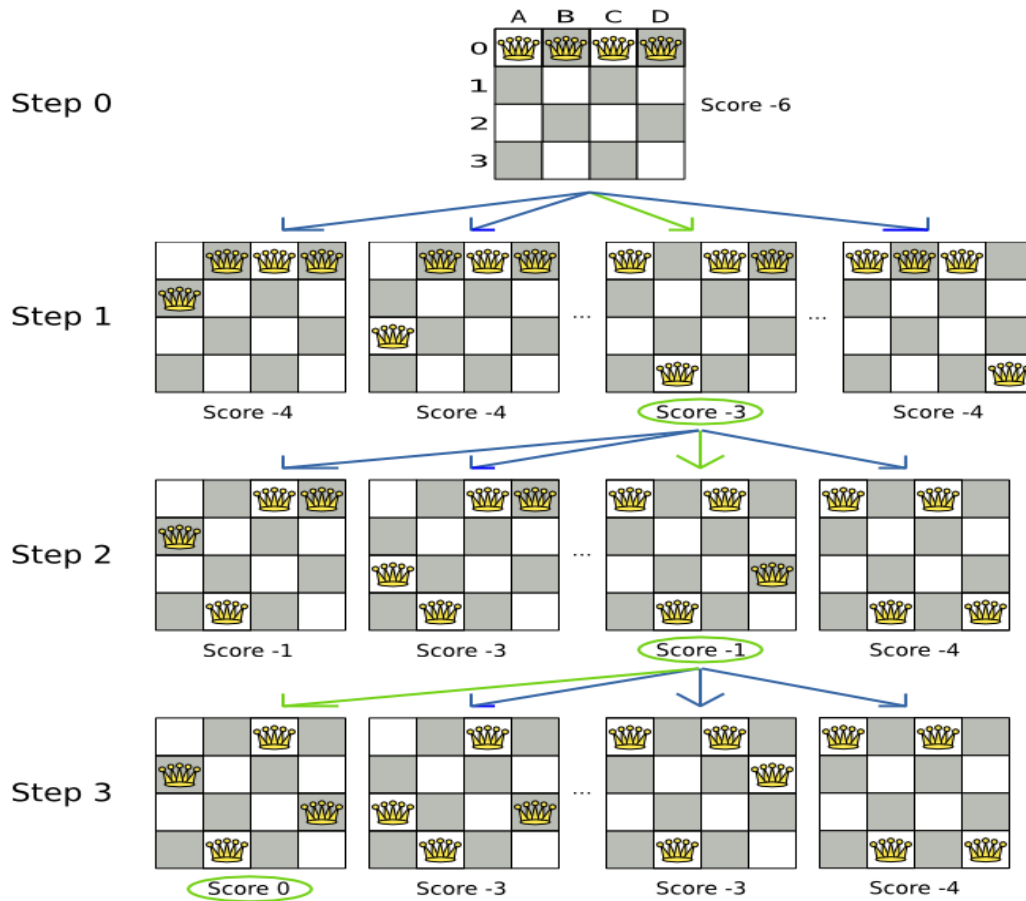 A B C D
0
1
2
3
Step 0
Score -6
Step 1
...
...
Score -4
Score -4
Score -3
Score -4
Step 2
...
Score -1
Score -3
Score -1
Score -4
Step 3
...
Score 0
Score -3
Score -3
Score -4